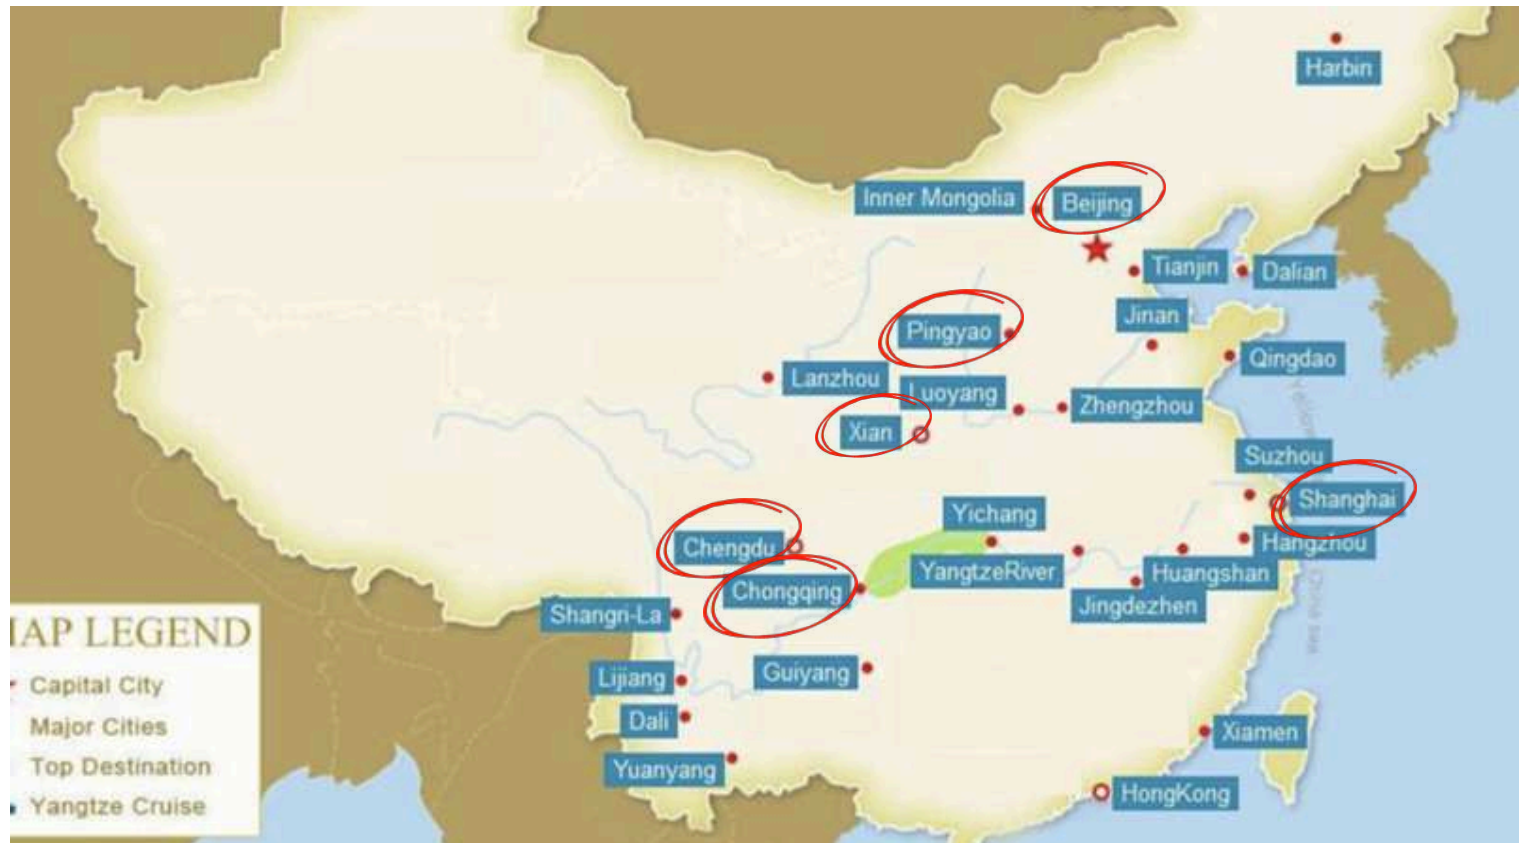 Harbin
Inner Mongolia
Beijing
Tianjin
Dalian
Jinan
Pingyao
Qingdao
Lanzhou
Luoyang
Zhengzhou
Xian
Suzhou
Shanghai
Yichang
Chengdu
Hangzhou
YangtzeRiver
Huangshan
Chongqing
Jingdezhen
Shangri-La
Guiyang
Lijiang
Dali
Xiamen
Yuanyang
HongKong
MAP LEGEND
Capital City
Major Cities
Top Destination
Yangtze Cruise